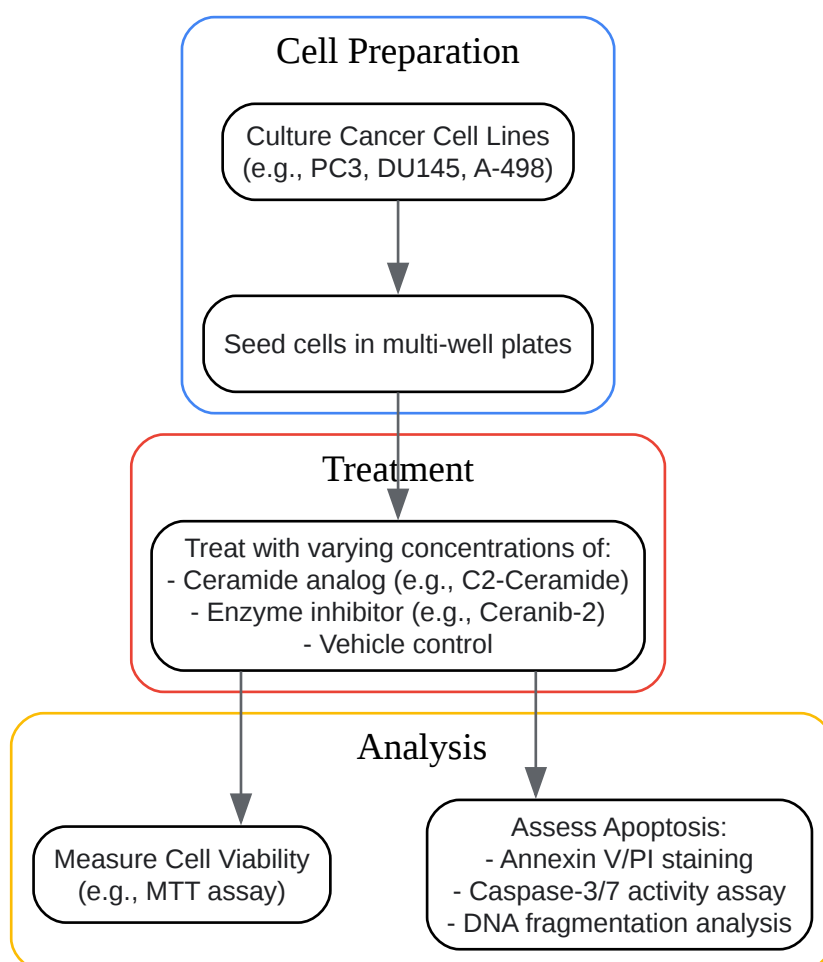 Cell Preparation
Culture Cancer Cell Lines
(e.g., PC3, DU145, A-498)
Seed cells in multi-well plates
Treatment
Treat with varying concentrations of:
- Ceramide analog (e.g., C2-Ceramide)
- Enzyme inhibitor (e.g., Ceranib-2)
- Vehicle control
Analysis
Measure Cell Viability
(e.g., MTT assay)
Assess Apoptosis:
- Annexin V/PI staining
- Caspase-3/7 activity assay
- DNA fragmentation analysis